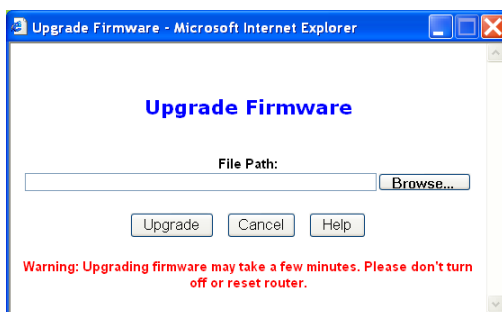 Upgrade Firmware - Microsoft Internet Explorer
Upgrade Firmware
File Path:
Browse...
Upgrade Cancel Help
Warning: Upgrading firmware may take a few minutes. Please don't turn
off or reset router.